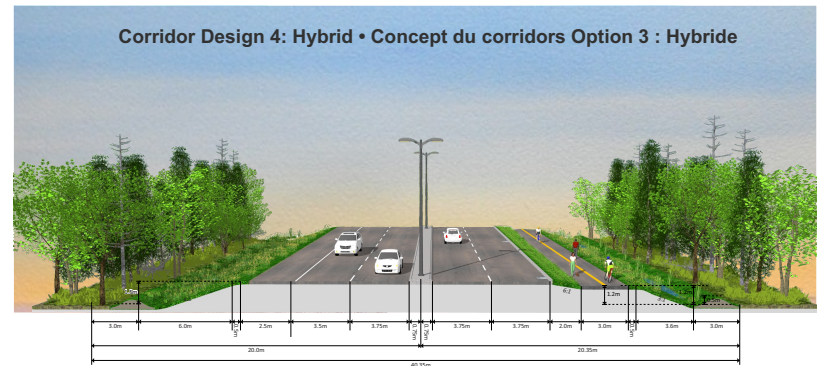 Corridor Design 4: Hybrid • Concept du corridors Option 3 : Hybride
6:1
1.2m
3.0m 6.0m 2.5m 3.5m 3.75m 0.75m 0.75m 3.75m 3.75m 2.0m 3.0m 3.6m 3.0m
20.0m 20.35m
40.35m